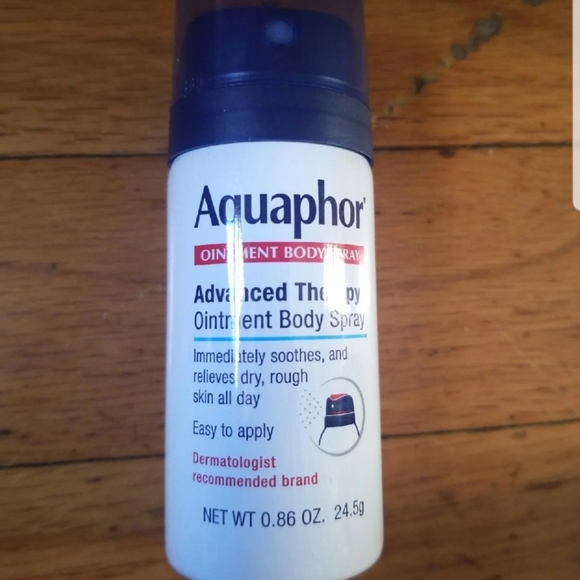 Aquaphor
OINTMENT BODY SPRAY
Advanced Therapy
Ointment Body Spray
Immediately soothes, and
relieves dry, rough
skin all day
Easy to apply
Dermatologist
recommended brand
NET WT 0.86 OZ. 24.5g